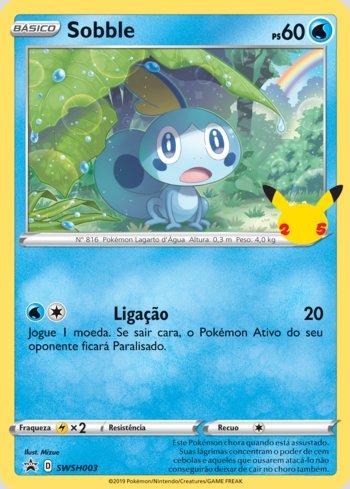 BÁSICO Sobble PS60
25
Nº 816 Pokémon Lagarto d'Água Altura: 0,3 m Peso: 4,0 kg
Ligação 20
Jogue 1 moeda. Se sair cara, o Pokémon Ativo do seu
oponente ficará Paralisado.
Fraqueza ×2 Resistência Recuo
Ilust. Mizue
D SWSH003
Este Pokémon chora quando está assustado.
Suas lágrimas concentram o poder de cem
cebolas e aqueles que ousarem atacá-lo não
conseguirão deixar de cair no choro também.
©2019 Pokémon/Nintendo/Creatures/GAME FREAK